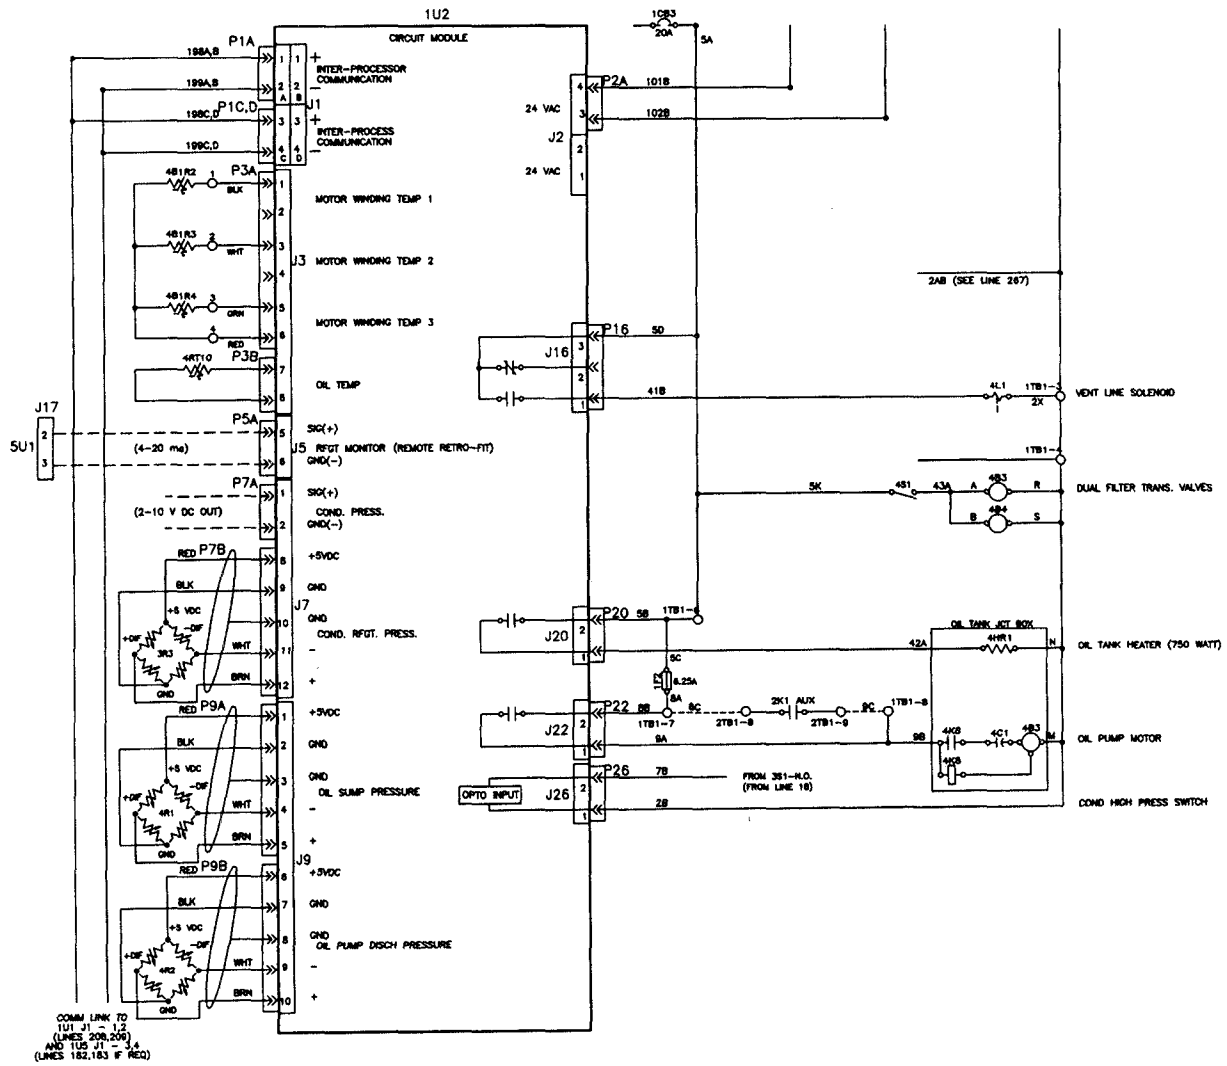 1U2
CIRCUIT MODULE
1CB3
20A
5A
P1A
198A,B
1 1 +
INTER-PROCESSOR
COMMUNICATION
199A,B
2 2 −
A B
J1
P1C,D
198C,D
3 3 +
INTER-PROCESS
COMMUNICATION
199C,D
4 4 −
C D
P2A
101B
4
24 VAC
3
102B
J2
2
24 VAC
1
P3A
4B1R2
1
BLK
1
MOTOR WINDING TEMP 1
2
4B1R3
2
WHT
3
J3
MOTOR WINDING TEMP 2
4
4B1R4
3
GRN
5
MOTOR WINDING TEMP 3
4
RED
6
P3B
4RT10
7
OIL TEMP
8
2AB (SEE LINE 267)
P16
5D
3
J16
2
41B
1
4L1
1TB1-3
2X
VENT LINE SOLENOID
1TB1-4
J17
5U1
2
3
(4-20 ma)
P5A
5
SIG(+)
J5
RFGT MONITOR (REMOTE RETRO-FIT)
6
GND(-)
P7A
1
SIG(+)
(2-10 V DC OUT)
COND. PRESS.
2
GND(-)
5K
4S1
43A
A
4B3
R
DUAL FILTER TRANS. VALVES
B
4B4
S
P7B
RED
8
+5VDC
BLK
9
GND
J7
+5 VDC
10
GND
COND. RFGT. PRESS.
+DIF
-DIF
3R3
WHT
11
−
GND
BRN
12
+
P20
5B
1TB1-6
2
J20
1
5C
1F2
6.25A
8A
42A
OIL TANK JCT BOX
4HR1
N
OIL TANK HEATER (750 WATT)
P9A
RED
1
+5VDC
BLK
2
GND
+5 VDC
3
GND
OIL SUMP PRESSURE
+DIF
-DIF
4R1
WHT
4
−
GND
BRN
5
+
J9
P22
8B
1TB1-7
8C
2TB1-8
2K1 AUX
2TB1-9
9C
1TB1-8
2
J22
1
9A
9B
4K8
4C1
4B3
M
4K8
OIL PUMP MOTOR
P26
7B
FROM 3S1-N.O.
(FROM LINE 18)
OPTO INPUT
J26
2
1
2B
COND HIGH PRESS SWITCH
P9B
RED
6
+5VDC
BLK
7
GND
+5 VDC
8
GND
OIL PUMP DISCH PRESSURE
+DIF
-DIF
4R2
WHT
9
−
GND
BRN
10
+
COMM LINK TO
1U1 J1 - 1,2
(LINES 208,209)
AND 1U5 J1 - 3,4
(LINES 182,183 IF REQ)